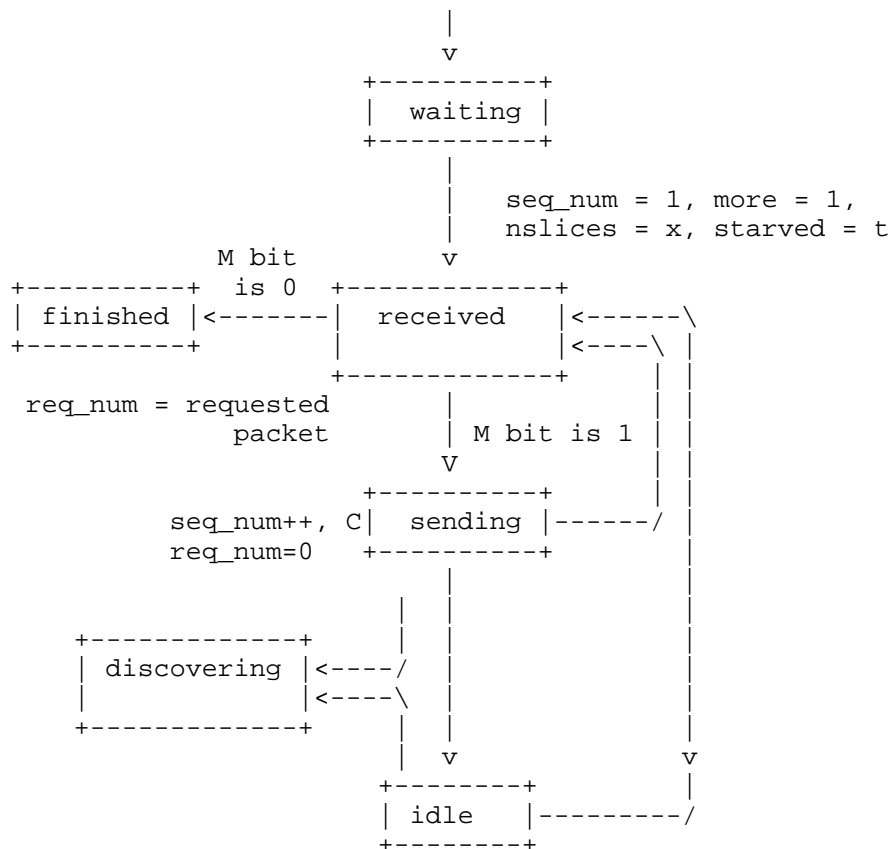 waiting
seq_num = 1, more = 1,
nslices = x, starved = t
M bit
is 0
finished
received
req_num = requested
packet
M bit is 1
seq_num++, C
sending
req_num=0
discovering
idle